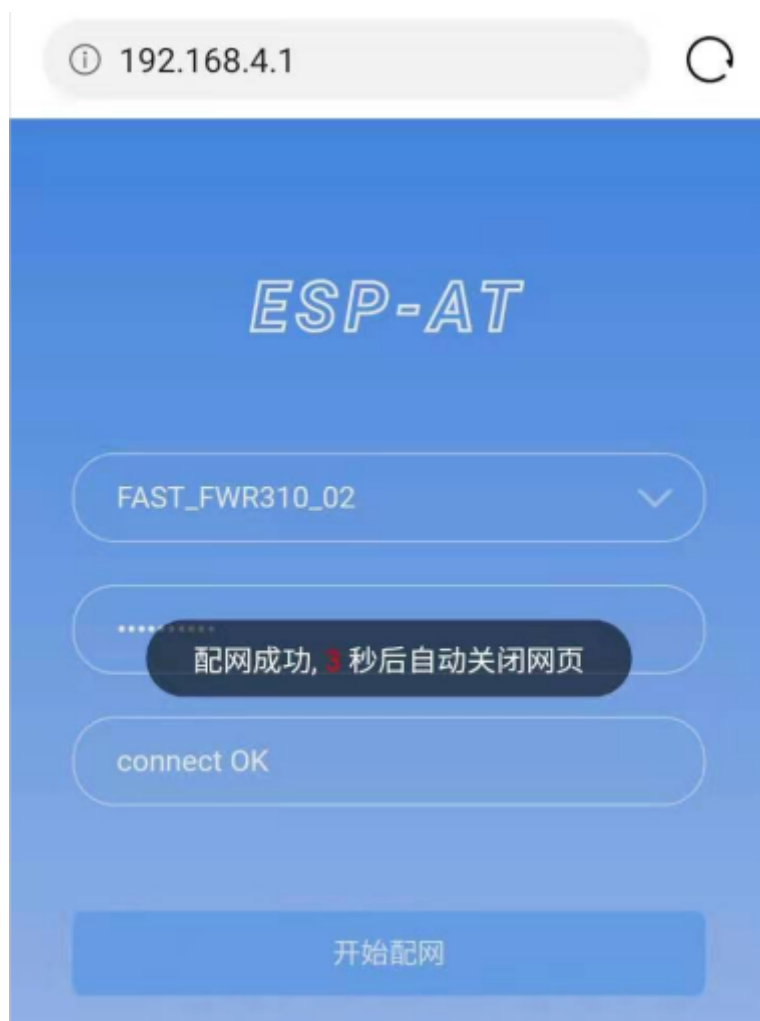 192.168.4.1
ESP-AT
FAST_FWR310_02
配网成功, 3 秒后自动关闭网页
connect OK
开始配网